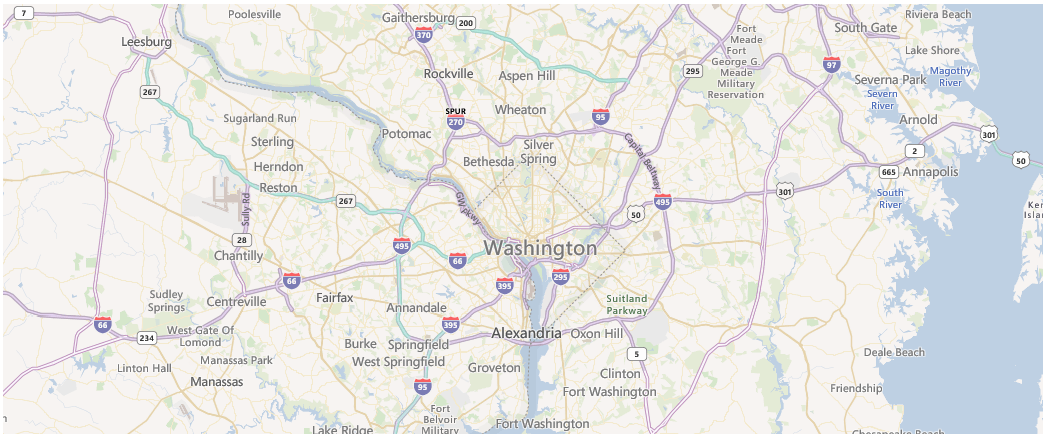 7
Poolesville
Gaithersburg
200
Riviera Beach
South Gate
Fort
Meade
Fort
George G.
Meade
Military
Reservation
Leesburg
370
Lake Shore
97
Magothy
River
Rockville
Aspen Hill
295
Severna Park
267
Severn
River
SPUR
270
Wheaton
95
Sugarland Run
Arnold
Potomac
301
Sterling
Silver
Spring
Capital Beltway
2
50
Bethesda
Herndon
665
Annapolis
Reston
301
South
River
Sully Rd
267
GW Pkwy
495
50
28
495
Washington
Chantilly
66
66
295
395
Sudley
Springs
Centreville
Fairfax
Annandale
Suitland
Parkway
66
395
West Gate Of
Lomond
234
Alexandria
Oxon Hill
Burke
Springfield
5
Deale Beach
Manassas Park
West Springfield
Linton Hall
Groveton
Clinton
Manassas
95
Fort Washington
Friendship
Fort
Belvoir
Military
Lake Ridge
Fort Washington
Chesapeake Beach